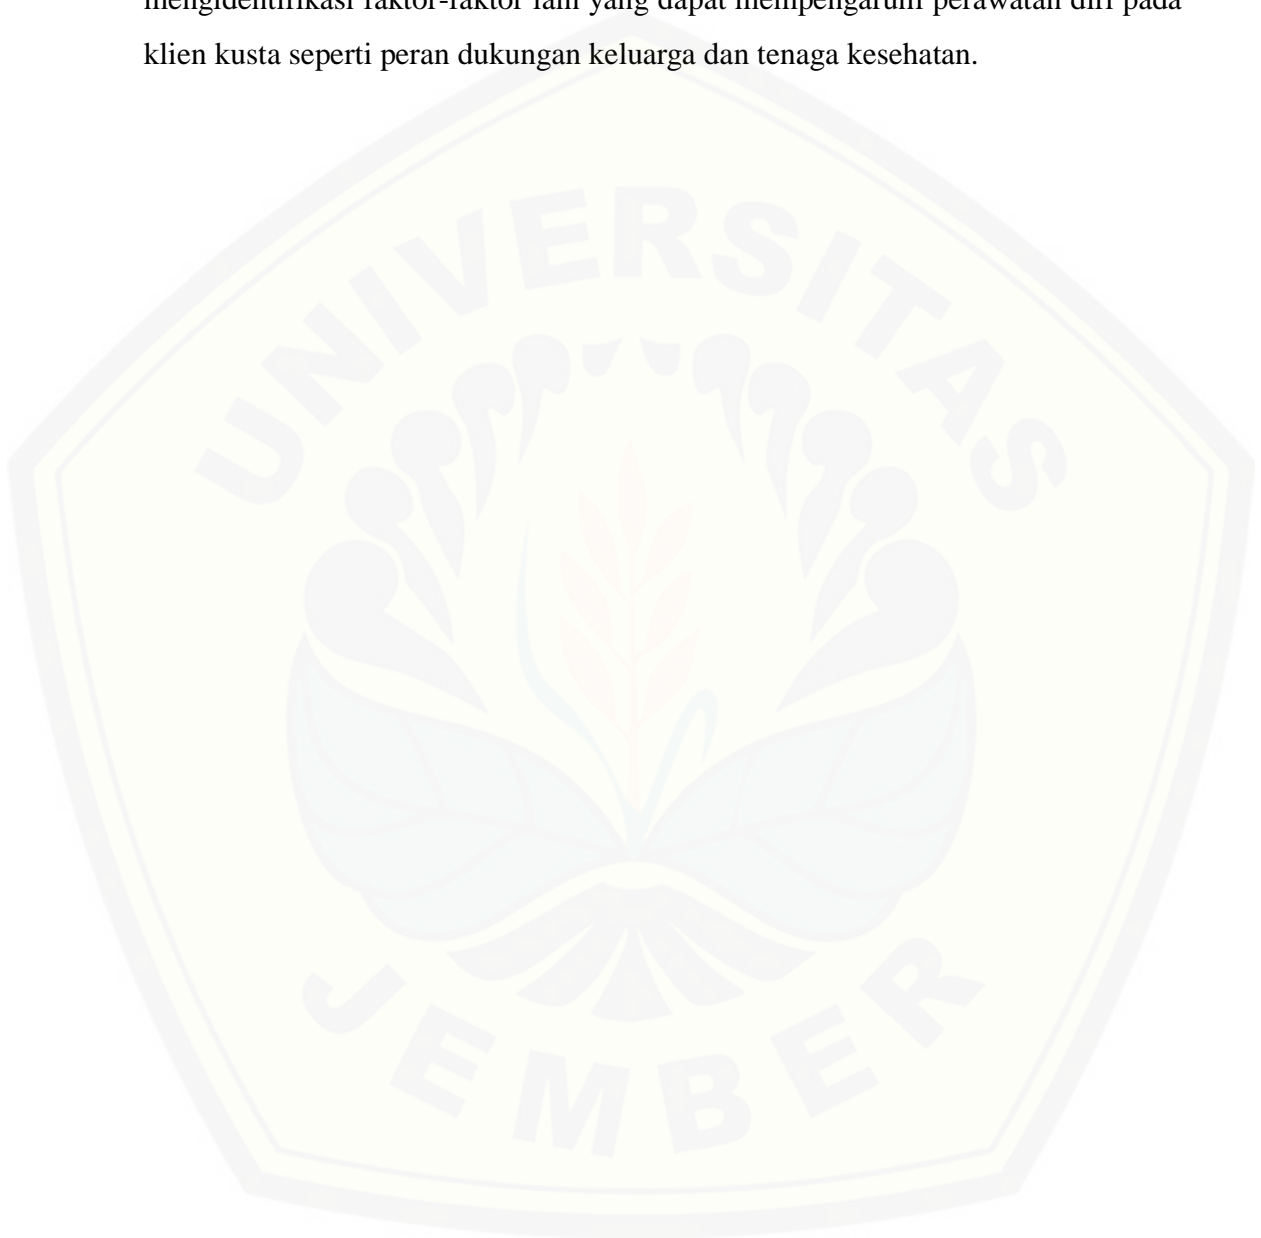 mengidentifikasi faktor-faktor lain yang dapat mempengaruhi perawatan diri pada
klien kusta seperti peran dukungan keluarga dan tenaga kesehatan.
UNIVERSITAS
JEMBER